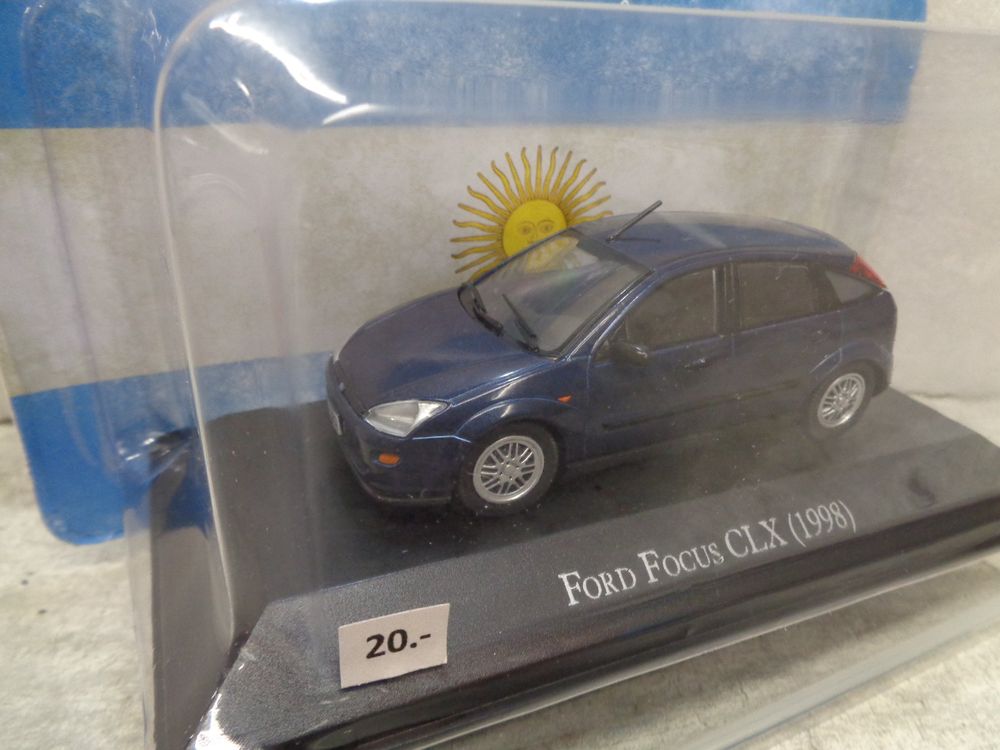 FORD FOCUS CLX (1998)
20.-